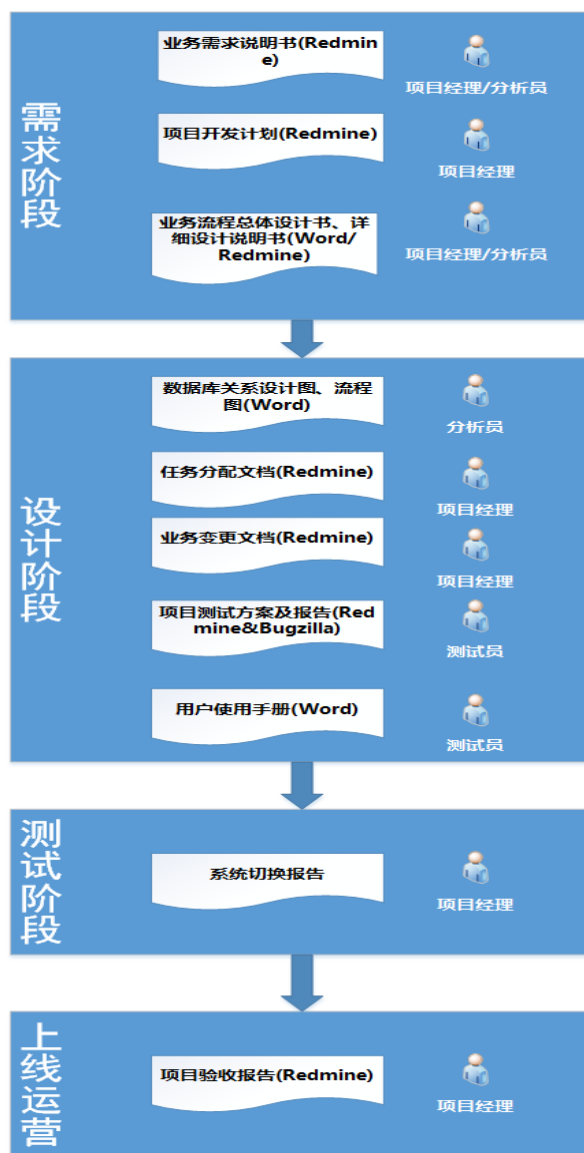 需求阶段
业务需求说明书(Redmin
e)
项目经理/分析员
项目开发计划(Redmine)
项目经理
业务流程总体设计书、详
细设计说明书(Word/
Redmine)
项目经理/分析员
设计阶段
数据库关系设计图、流程
图(Word)
分析员
任务分配文档(Redmine)
项目经理
业务变更文档(Redmine)
项目经理
项目测试方案及报告(Red
mine&Bugzilla)
测试员
用户使用手册(Word)
测试员
测试阶段
系统切换报告
项目经理
上线运营
项目验收报告(Redmine)
项目经理